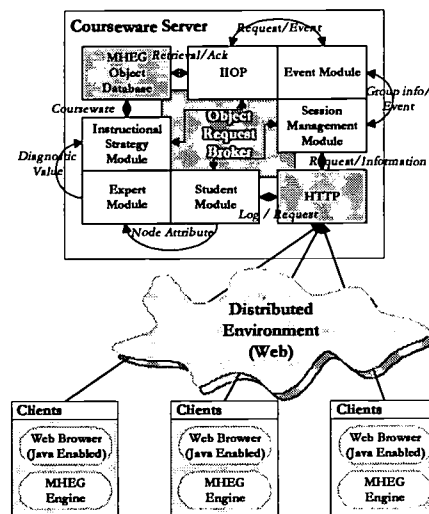 Courseware Server
Request/Event
MHEG
Object
Database
Retrieval/Ack
IIOP
Event Module
Group info/
Event
Courseware
Instructional
Strategy
Module
Object
Request
Broker
Session
Management
Module
Diagnostic
Value
Request/Information
Expert
Module
Student
Module
HTTP
Log / Request
Node Attribute
Distributed
Environment
(Web)
Clients
Web Browser
(Java Enabled)
MHEG
Engine
Clients
Web Browser
(Java Enabled)
MHEG
Engine
Clients
Web Browser
(Java Enabled)
MHEG
Engine